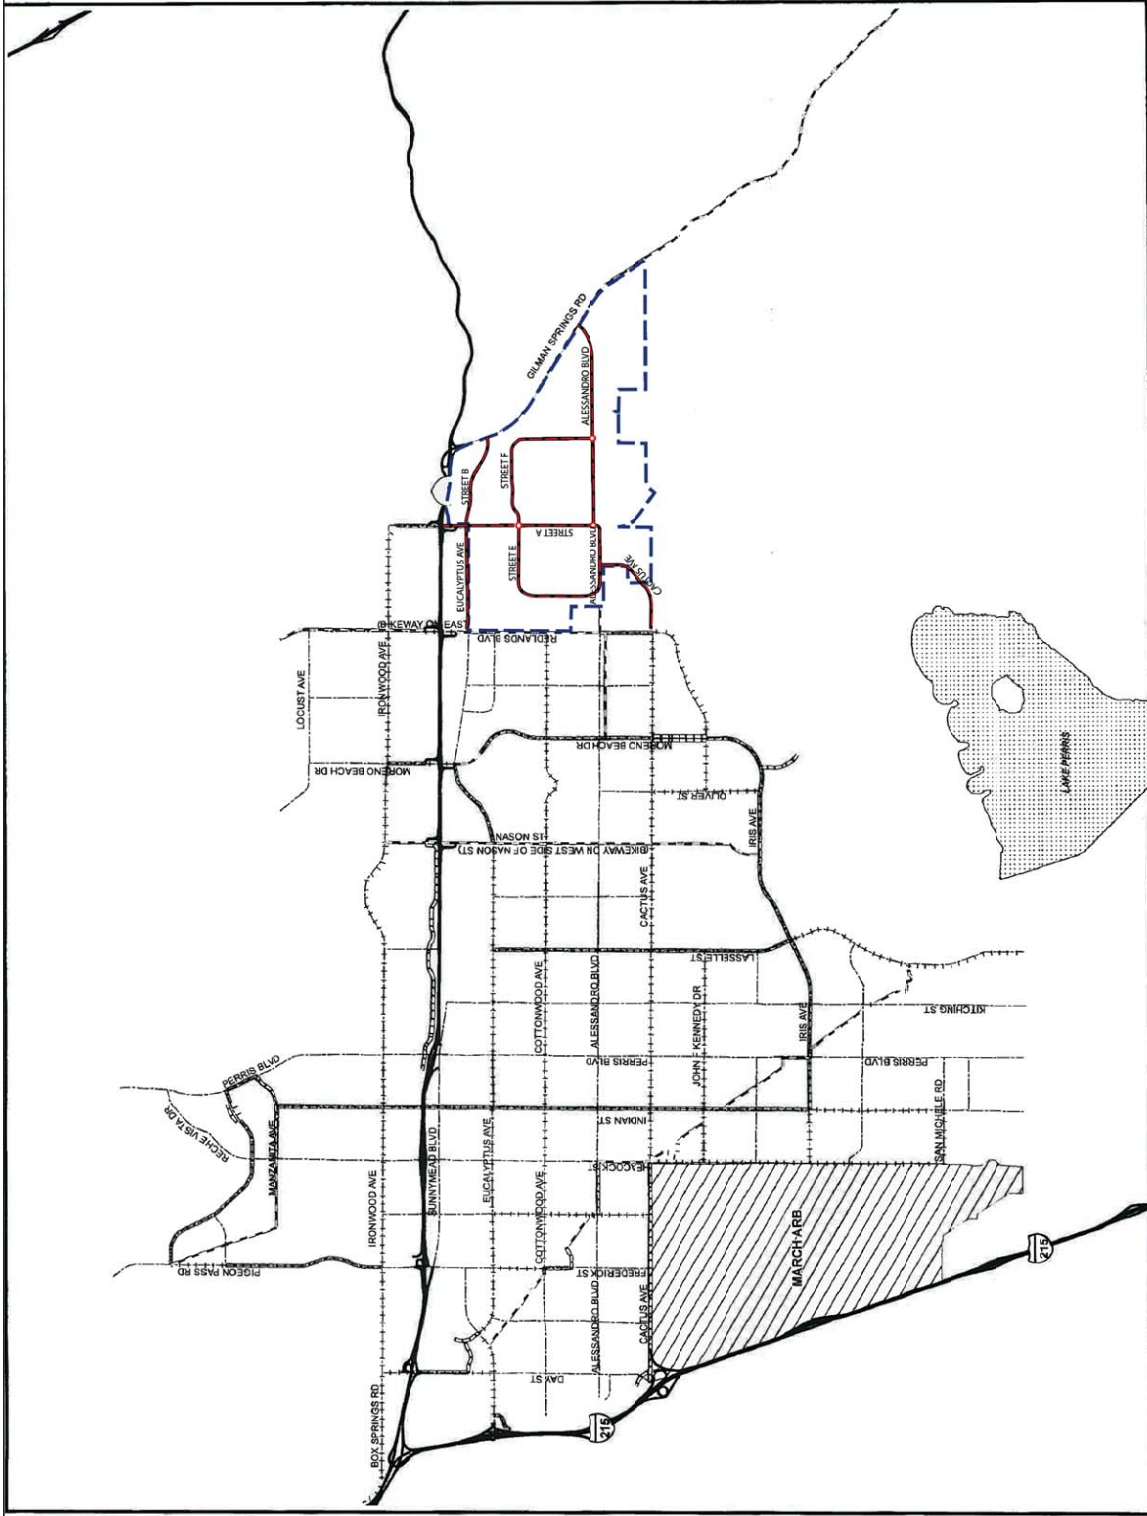 GILMAN SPRINGS RD
ALESSANDRO BLVD
STREET B
STREET F
STREET A
STREET E
EUCALYPTUS AVE
ALESSANDRO BLVD
CACTUS AVE
REDLANDS BLVD
LOCUST AVE
IRONWOOD AVE
MORENO BEACH DR
MORENO BEACH DR
OLIVER ST
NASON ST
(BIKEWAY ON WEST SIDE OF NASON ST)
IRIS AVE
CACTUS AVE
LASSELLE ST
COTTONWOOD AVE
ALESSANDRO BLVD
JOHN F KENNEDY DR
IRIS AVE
KITCHING ST
PERRIS BLVD
PERRIS BLVD
PERRIS BLVD
RECHE VISTA DR
MANZANITA AVE
INDIAN ST
SAN MICHELE RD
HEACOCK ST
SUNNYMEAD BLVD
EUCALYPTUS AVE
IRONWOOD AVE
COTTONWOOD AVE
PIGEON PASS RD
FREDERICK ST
ALESSANDRO BLVD
CACTUS AVE
DAY ST
BOX SPRINGS RD
MARCH ARB
215
215
LAKE PERRIS